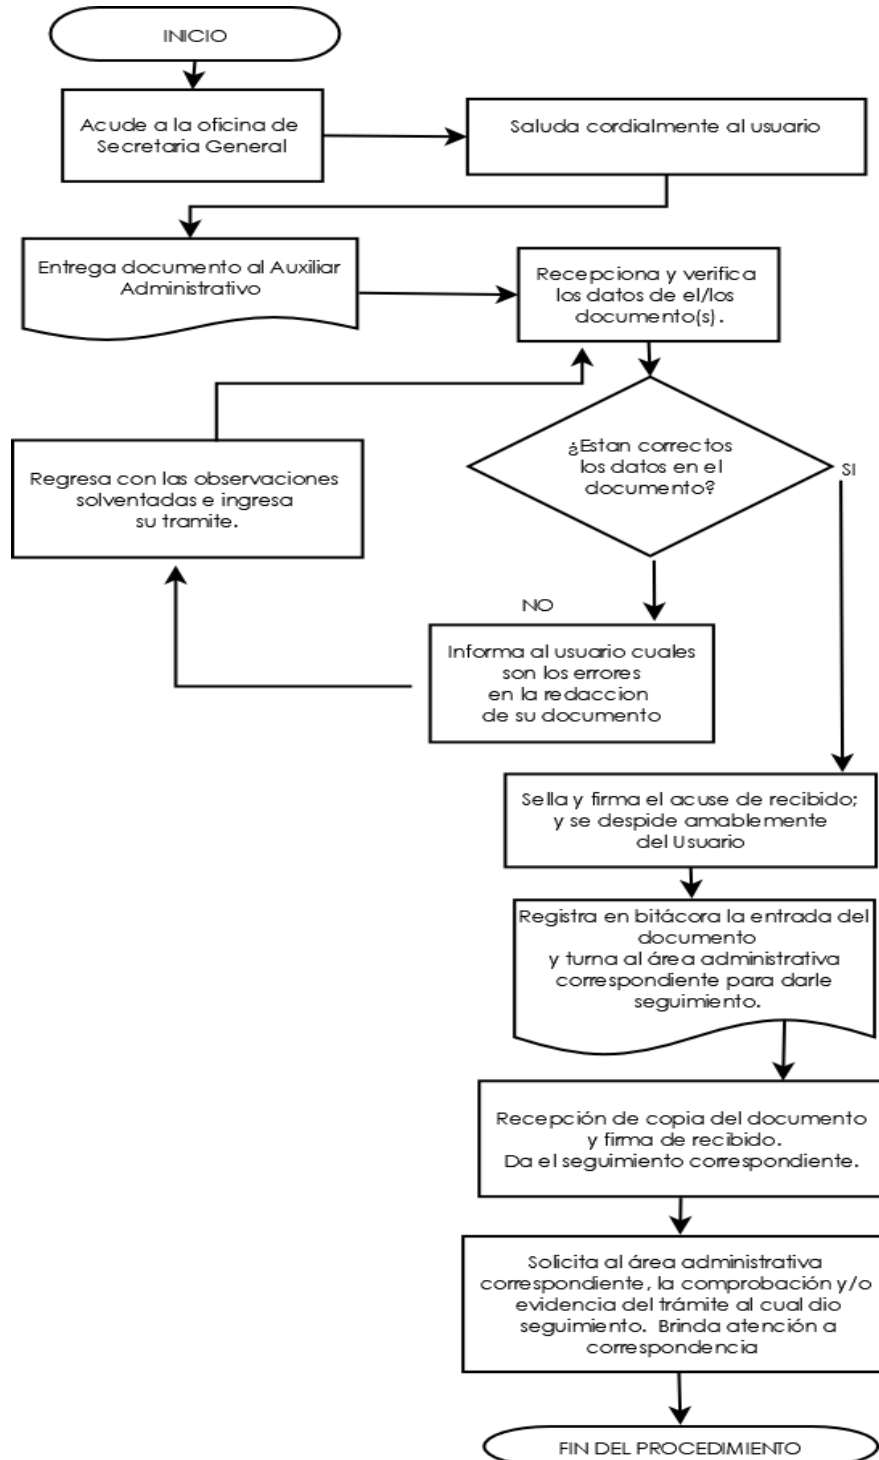 INICIO
Acude a la oficina de
Secretaria General
Saluda cordialmente al usuario
Entrega documento al Auxiliar
Administrativo
Recepciona y verifica
los datos de el/los
documento(s).
¿Estan correctos
los datos en el
documento?
SI
Regresa con las observaciones
solventadas e ingresa
su tramite.
NO
Informa al usuario cuales
son los errores
en la redaccion
de su documento
Sella y firma el acuse de recibido;
y se despide amablemente
del Usuario
Registra en bitácora la entrada del
documento
y turna al área administrativa
correspondiente para darle
seguimiento.
Recepción de copia del documento
y firma de recibido.
Da el seguimiento correspondiente.
Solicita al área administrativa
correspondiente, la comprobación y/o
evidencia del trámite al cual dio
seguimiento. Brinda atención a
correspondencia
FIN DEL PROCEDIMIENTO